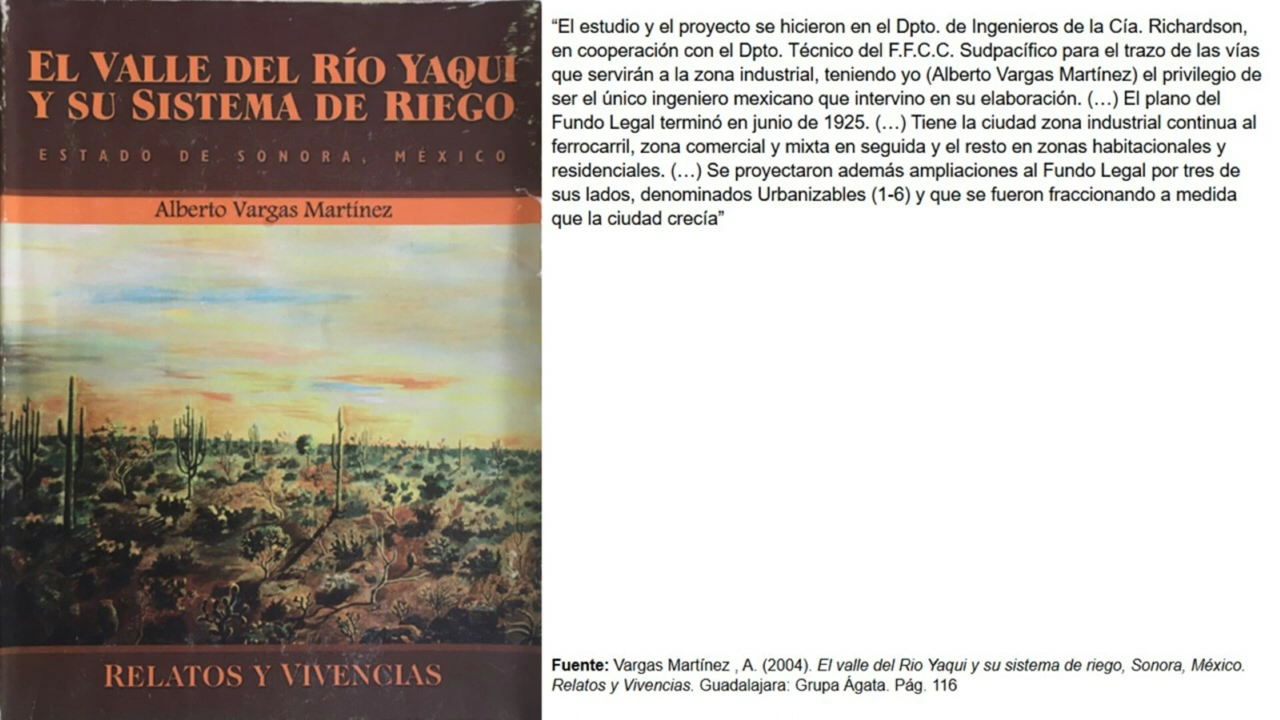 EL VALLE DEL RÍO YAQUI
Y SU SISTEMA DE RIEGO
ESTADO DE SONORA, MÉXICO
Alberto Vargas Martínez
RELATOS Y VIVENCIAS
“El estudio y el proyecto se hicieron en el Dpto. de Ingenieros de la Cía. Richardson,
en cooperación con el Dpto. Técnico del F.F.C.C. Sudpacífico para el trazo de las vías
que servirán a la zona industrial, teniendo yo (Alberto Vargas Martínez) el privilegio de
ser el único ingeniero mexicano que intervino en su elaboración. (…) El plano del
Fundo Legal terminó en junio de 1925. (…) Tiene la ciudad zona industrial continua al
ferrocarril, zona comercial y mixta en seguida y el resto en zonas habitacionales y
residenciales. (…) Se proyectaron además ampliaciones al Fundo Legal por tres de
sus lados, denominados Urbanizables (1-6) y que se fueron fraccionando a medida
que la ciudad crecía”
Fuente: Vargas Martínez , A. (2004). El valle del Rio Yaqui y su sistema de riego, Sonora, México.
Relatos y Vivencias. Guadalajara: Grupa Ágata. Pág. 116